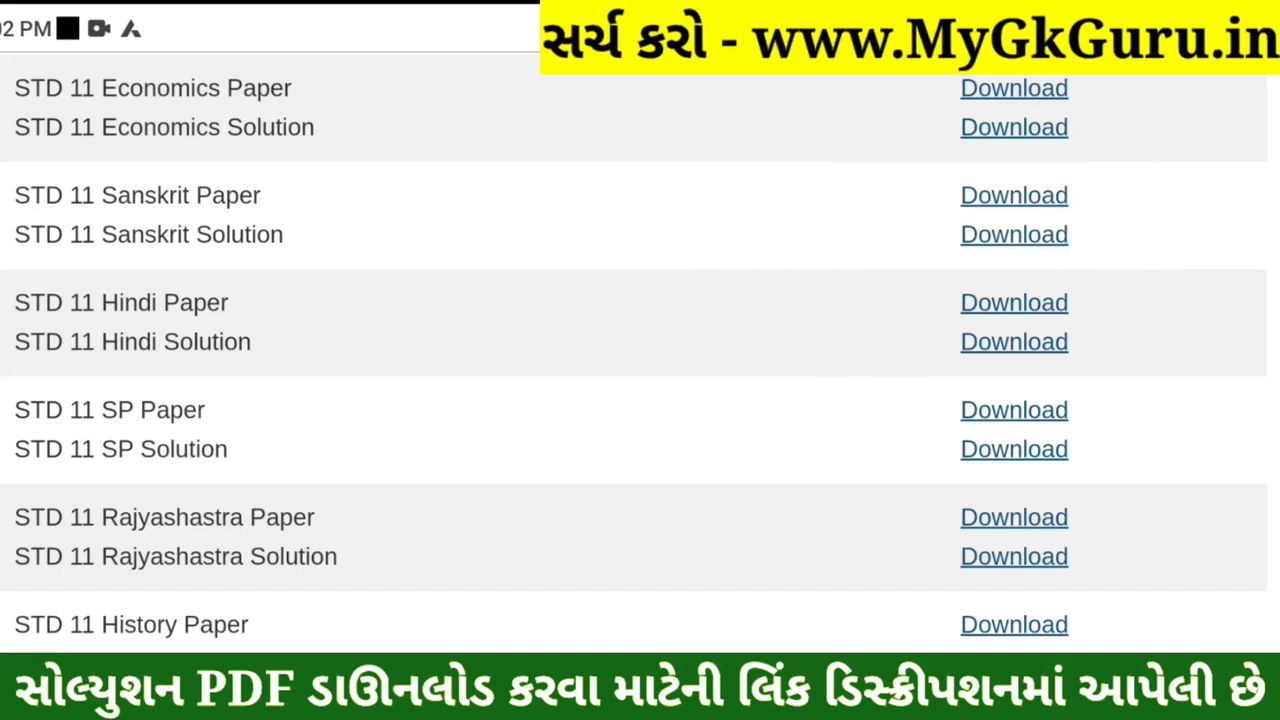 02 PM
સર્ચ કરો - www.MyGkGuru.in
STD 11 Economics Paper Download
STD 11 Economics Solution Download
STD 11 Sanskrit Paper Download
STD 11 Sanskrit Solution Download
STD 11 Hindi Paper Download
STD 11 Hindi Solution Download
STD 11 SP Paper Download
STD 11 SP Solution Download
STD 11 Rajyashastra Paper Download
STD 11 Rajyashastra Solution Download
STD 11 History Paper Download
સોલ્યુશન PDF ડાઊનલોડ કરવા માટેની લિંક ડિસ્ક્રીપશનમાં આપેલી છે